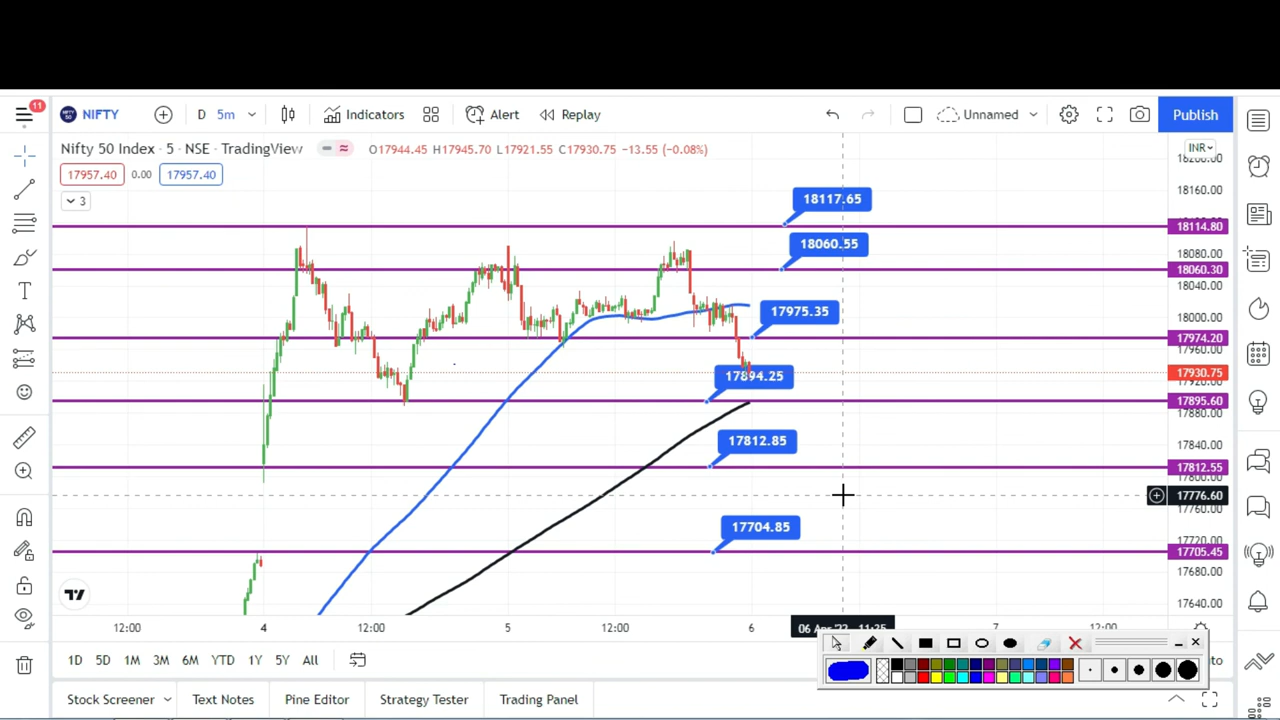 11
NIFTY
D 5m
Indicators
Alert
Replay
Unnamed
Publish
Nifty 50 Index · 5 · NSE · TradingView
O17944.45 H17945.70 L17921.55 C17930.75 −13.55 (−0.08%)
INR
17957.40 0.00 17957.40
3
18117.65
18060.55
17975.35
17894.25
17812.85
17704.85
18200.00
18160.00
18114.80
18080.00
18060.30
18040.00
18000.00
17974.20
17960.00
17930.75
17920.00
17895.60
17880.00
17840.00
17812.55
17800.00
17776.60
17760.00
17720.00
17705.45
17680.00
17640.00
12:00 4 12:00 5 12:00 6 06 Apr '22 11:25 7 12:00
1D 5D 1M 3M 6M YTD 1Y 5Y All
Stock Screener Text Notes Pine Editor Strategy Tester Trading Panel